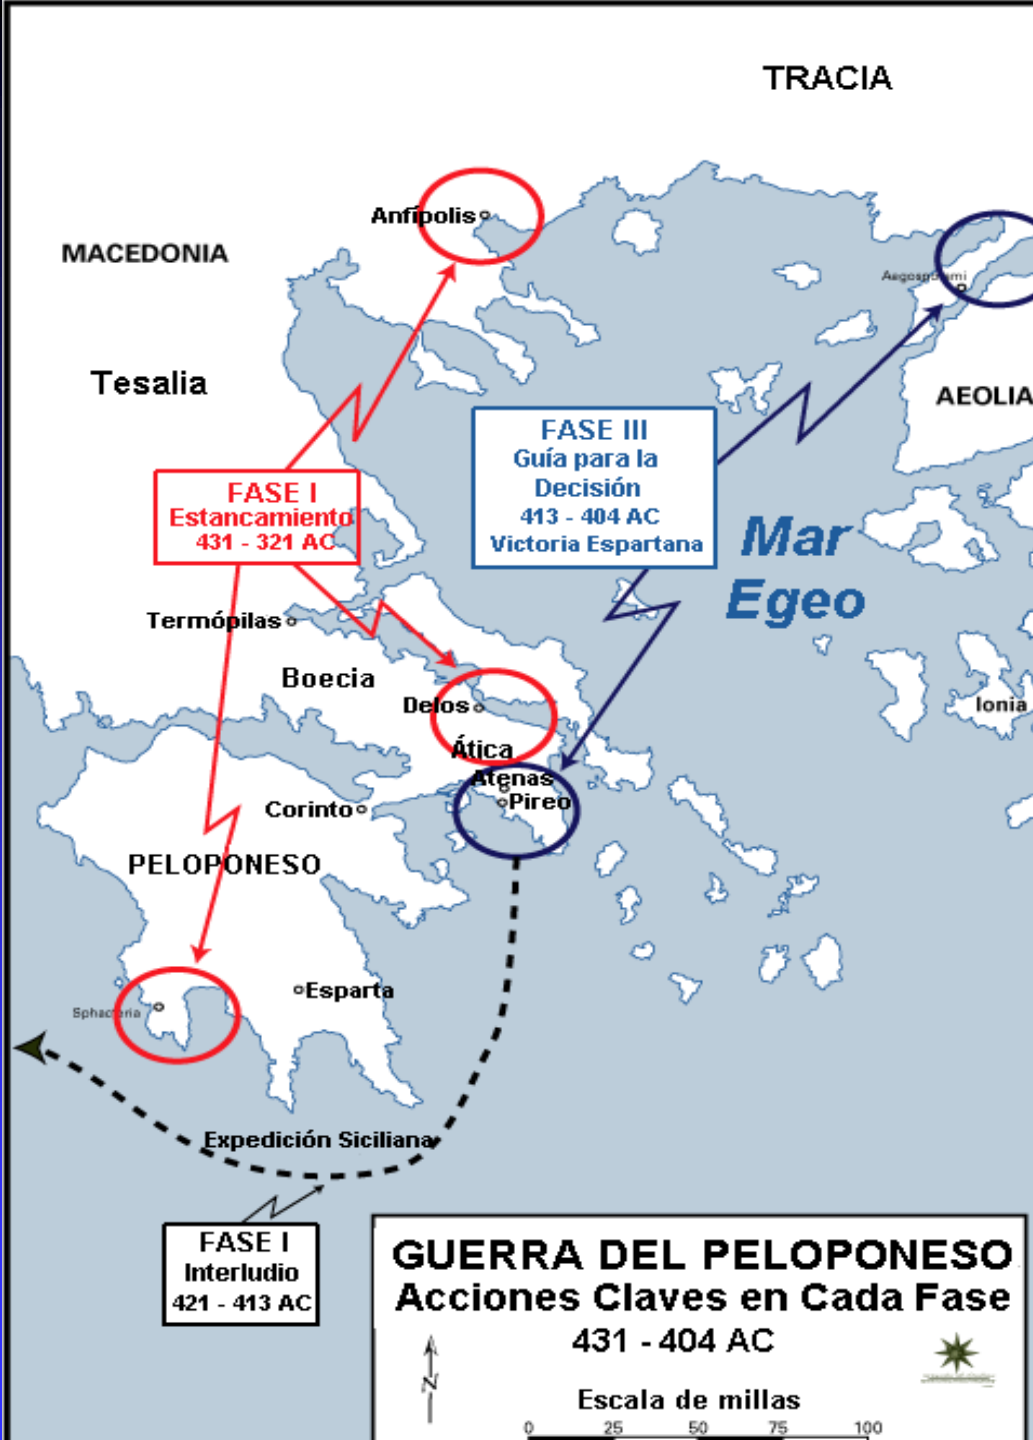 TRACIA
Anfípolis
MACEDONIA
Aegospotami
Tesalia
AEOLIA
FASE III
Guía para la
Decisión
413 - 404 AC
Victoria Espartana
FASE I
Estancamiento
431 - 321 AC
Mar
Egeo
Termópilas
Boecia
Delos
Ionia
Ática
Atenas
Pireo
Corinto
PELOPONESO
Esparta
Sphacteria
Expedición Siciliana
FASE I
Interludio
421 - 413 AC
GUERRA DEL PELOPONESO
Acciones Claves en Cada Fase
431 - 404 AC
N
Escala de millas
0 25 50 75 100